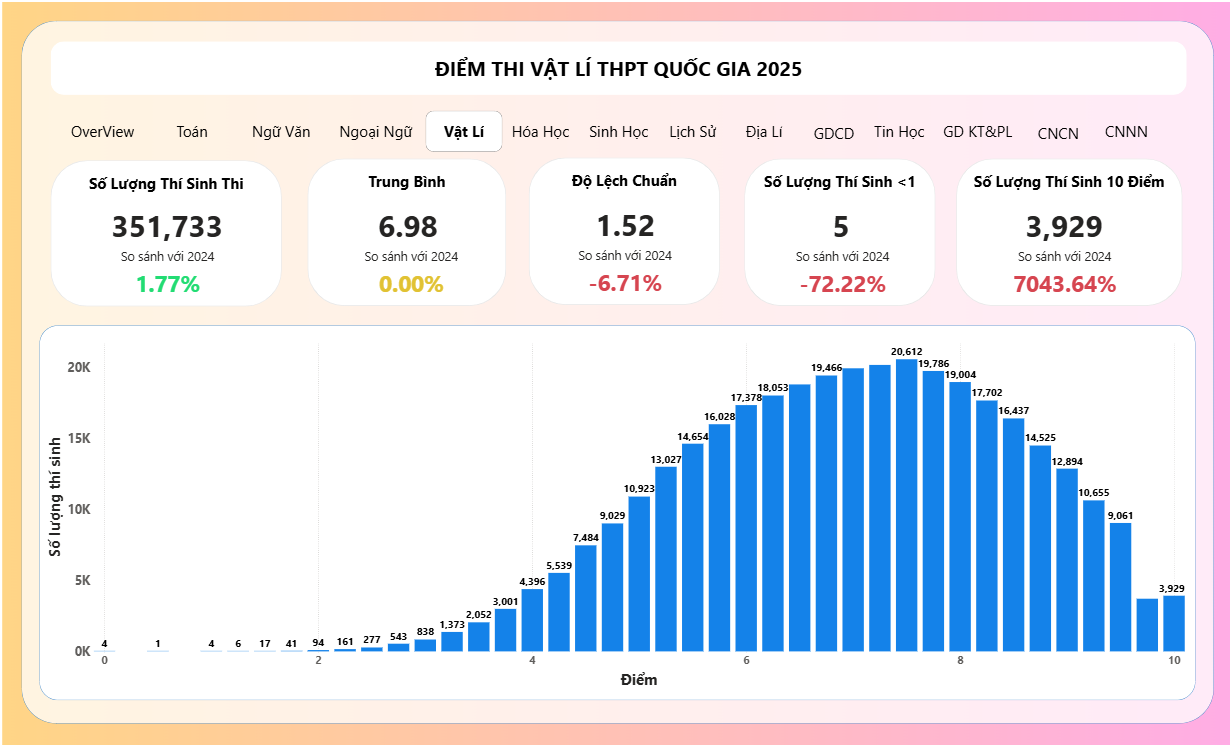 ĐIỂM THI VẬT LÍ THPT QUỐC GIA 2025
OverView Toán Ngữ Văn Ngoại Ngữ Vật Lí Hóa Học Sinh Học Lịch Sử Địa Lí GDCD Tin Học GD KT&PL CNCN CNNN
Số Lượng Thí Sinh Thi
351,733
So sánh với 2024
1.77%
Trung Bình
6.98
So sánh với 2024
0.00%
Độ Lệch Chuẩn
1.52
So sánh với 2024
-6.71%
Số Lượng Thí Sinh <1
5
So sánh với 2024
-72.22%
Số Lượng Thí Sinh 10 Điểm
3,929
So sánh với 2024
7043.64%
Số lượng thí sinh
20K
15K
10K
5K
0K
4 1 4 6 17 41 94 161 277 543 838 1,373 2,052 3,001 4,396 5,539 7,484 9,029 10,923 13,027 14,654 16,028 17,378 18,053 19,466 20,612 19,786 19,004 17,702 16,437 14,525 12,894 10,655 9,061 3,929
0 2 4 6 8 10
Điểm